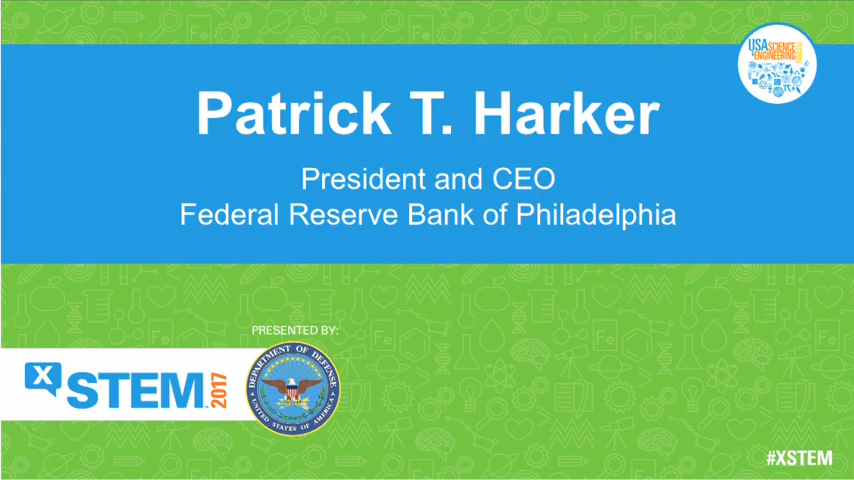 USA SCIENCE
& ENGINEERING
Patrick T. Harker
President and CEO
Federal Reserve Bank of Philadelphia
PRESENTED BY:
X STEM 2017
DEPARTMENT OF DEFENSE
UNITED STATES OF AMERICA
#XSTEM